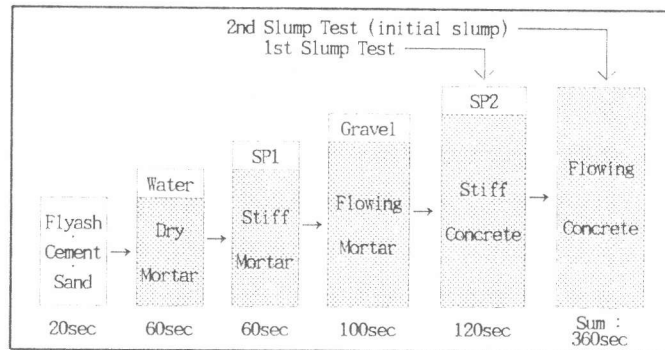 2nd Slump Test (initial slump)
1st Slump Test
SP2
Gravel
SP1
Water
Flyash
·
Cement
·
Sand
Dry
Mortar
Stiff
Mortar
Flowing
Mortar
Stiff
Concrete
Flowing
Concrete
20sec
60sec
60sec
100sec
120sec
Sum :
360sec